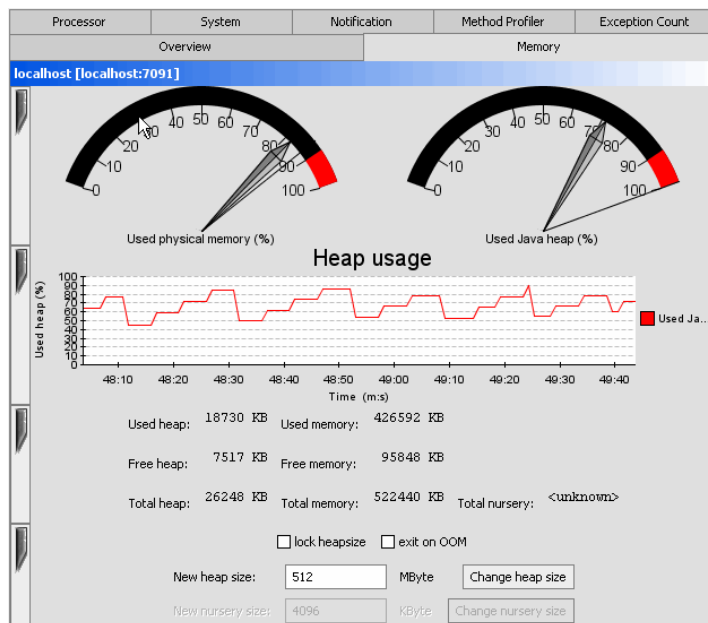 Processor System Notification Method Profiler Exception Count
Overview Memory
localhost [localhost:7091]
0 10 20 30 40 50 60 70 80 90 100
Used physical memory (%)
0 10 20 30 40 50 60 70 80 90 100
Used Java heap (%)
Heap usage
Used heap (%)
100
90
80
70
60
50
40
30
20
10
0
48:10 48:20 48:30 48:40 48:50 49:00 49:10 49:20 49:30 49:40
Time (m:s)
Used Ja...
Used heap: 18730 KB Used memory: 426592 KB
Free heap: 7517 KB Free memory: 95848 KB
Total heap: 26248 KB Total memory: 522440 KB Total nursery: <unknown>
lock heapsize exit on OOM
New heap size: 512 MByte Change heap size
New nursery size: 4096 KByte Change nursery size